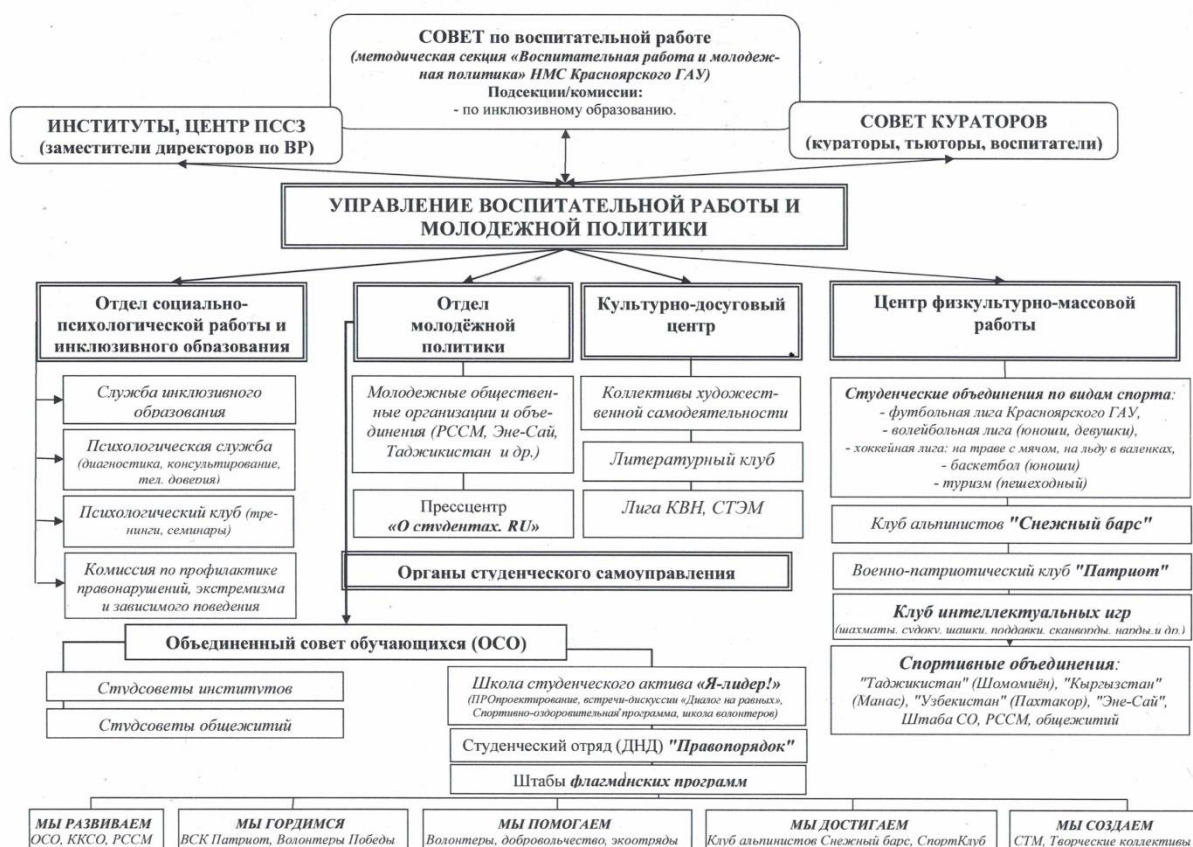 СОВЕТ по воспитательной работе
(методическая секция «Воспитательная работа и молодеж-
ная политика» НМС Красноярского ГАУ)
Подсекции/комиссии:
- по инклюзивному образованию.
ИНСТИТУТЫ, ЦЕНТР ПССЗ
(заместители директоров по ВР)
СОВЕТ КУРАТОРОВ
(кураторы, тьюторы, воспитатели)
УПРАВЛЕНИЕ ВОСПИТАТЕЛЬНОЙ РАБОТЫ И
МОЛОДЕЖНОЙ ПОЛИТИКИ
Отдел социально-
психологической работы и
инклюзивного образования
Служба инклюзивного
образования
Психологическая служба
(диагностика, консультирование,
тел. доверия)
Психологический клуб (тре-
нинги, семинары)
Комиссия по профилактике
правонарушений, экстремизма
и зависимого поведения
Отдел
молодёжной
политики
Молодежные обществен-
ные организации и объе-
динения (РССМ, Эне-Сай,
Таджикистан и др.)
Прессцентр
«О студентах. RU»
Культурно-досуговый
центр
Коллективы художест-
венной самодеятельности
Литературный клуб
Лига КВН, СТЭМ
Центр физкультурно-массовой
работы
Студенческие объединения по видам спорта:
- футбольная лига Красноярского ГАУ,
- волейбольная лига (юноши, девушки),
- хоккейная лига: на траве с мячом, на льду в валенках,
- баскетбол (юноши)
- туризм (пешеходный)
Клуб альпинистов "Снежный барс"
Военно-патриотический клуб "Патриот"
Клуб интеллектуальных игр
(шахматы, судоку, шашки, поддавки, сканворды, нарды и др.)
Спортивные объединения:
"Таджикистан" (Шомомиён), "Кыргызстан"
(Манас), "Узбекистан" (Пахтакор), "Эне-Сай",
Штаба СО, РССМ, общежитий
Органы студенческого самоуправления
Объединенный совет обучающихся (ОСО)
Студсоветы институтов
Студсоветы общежитий
Школа студенческого актива «Я-лидер!»
(ПРОпроектирование, встречи-дискуссии «Диалог на равных»,
Спортивно-оздоровительная программа, школа волонтеров)
Студенческий отряд (ДНД) "Правопорядок"
Штабы флагманских программ
МЫ РАЗВИВАЕМ
ОСО, ККСО, РССМ
МЫ ГОРДИМСЯ
ВСК Патриот, Волонтеры Победы
МЫ ПОМОГАЕМ
Волонтеры, добровольчество, экоотряды
МЫ ДОСТИГАЕМ
Клуб альпинистов Снежный барс, СпортКлуб
МЫ СОЗДАЕМ
СТМ, Творческие коллективы